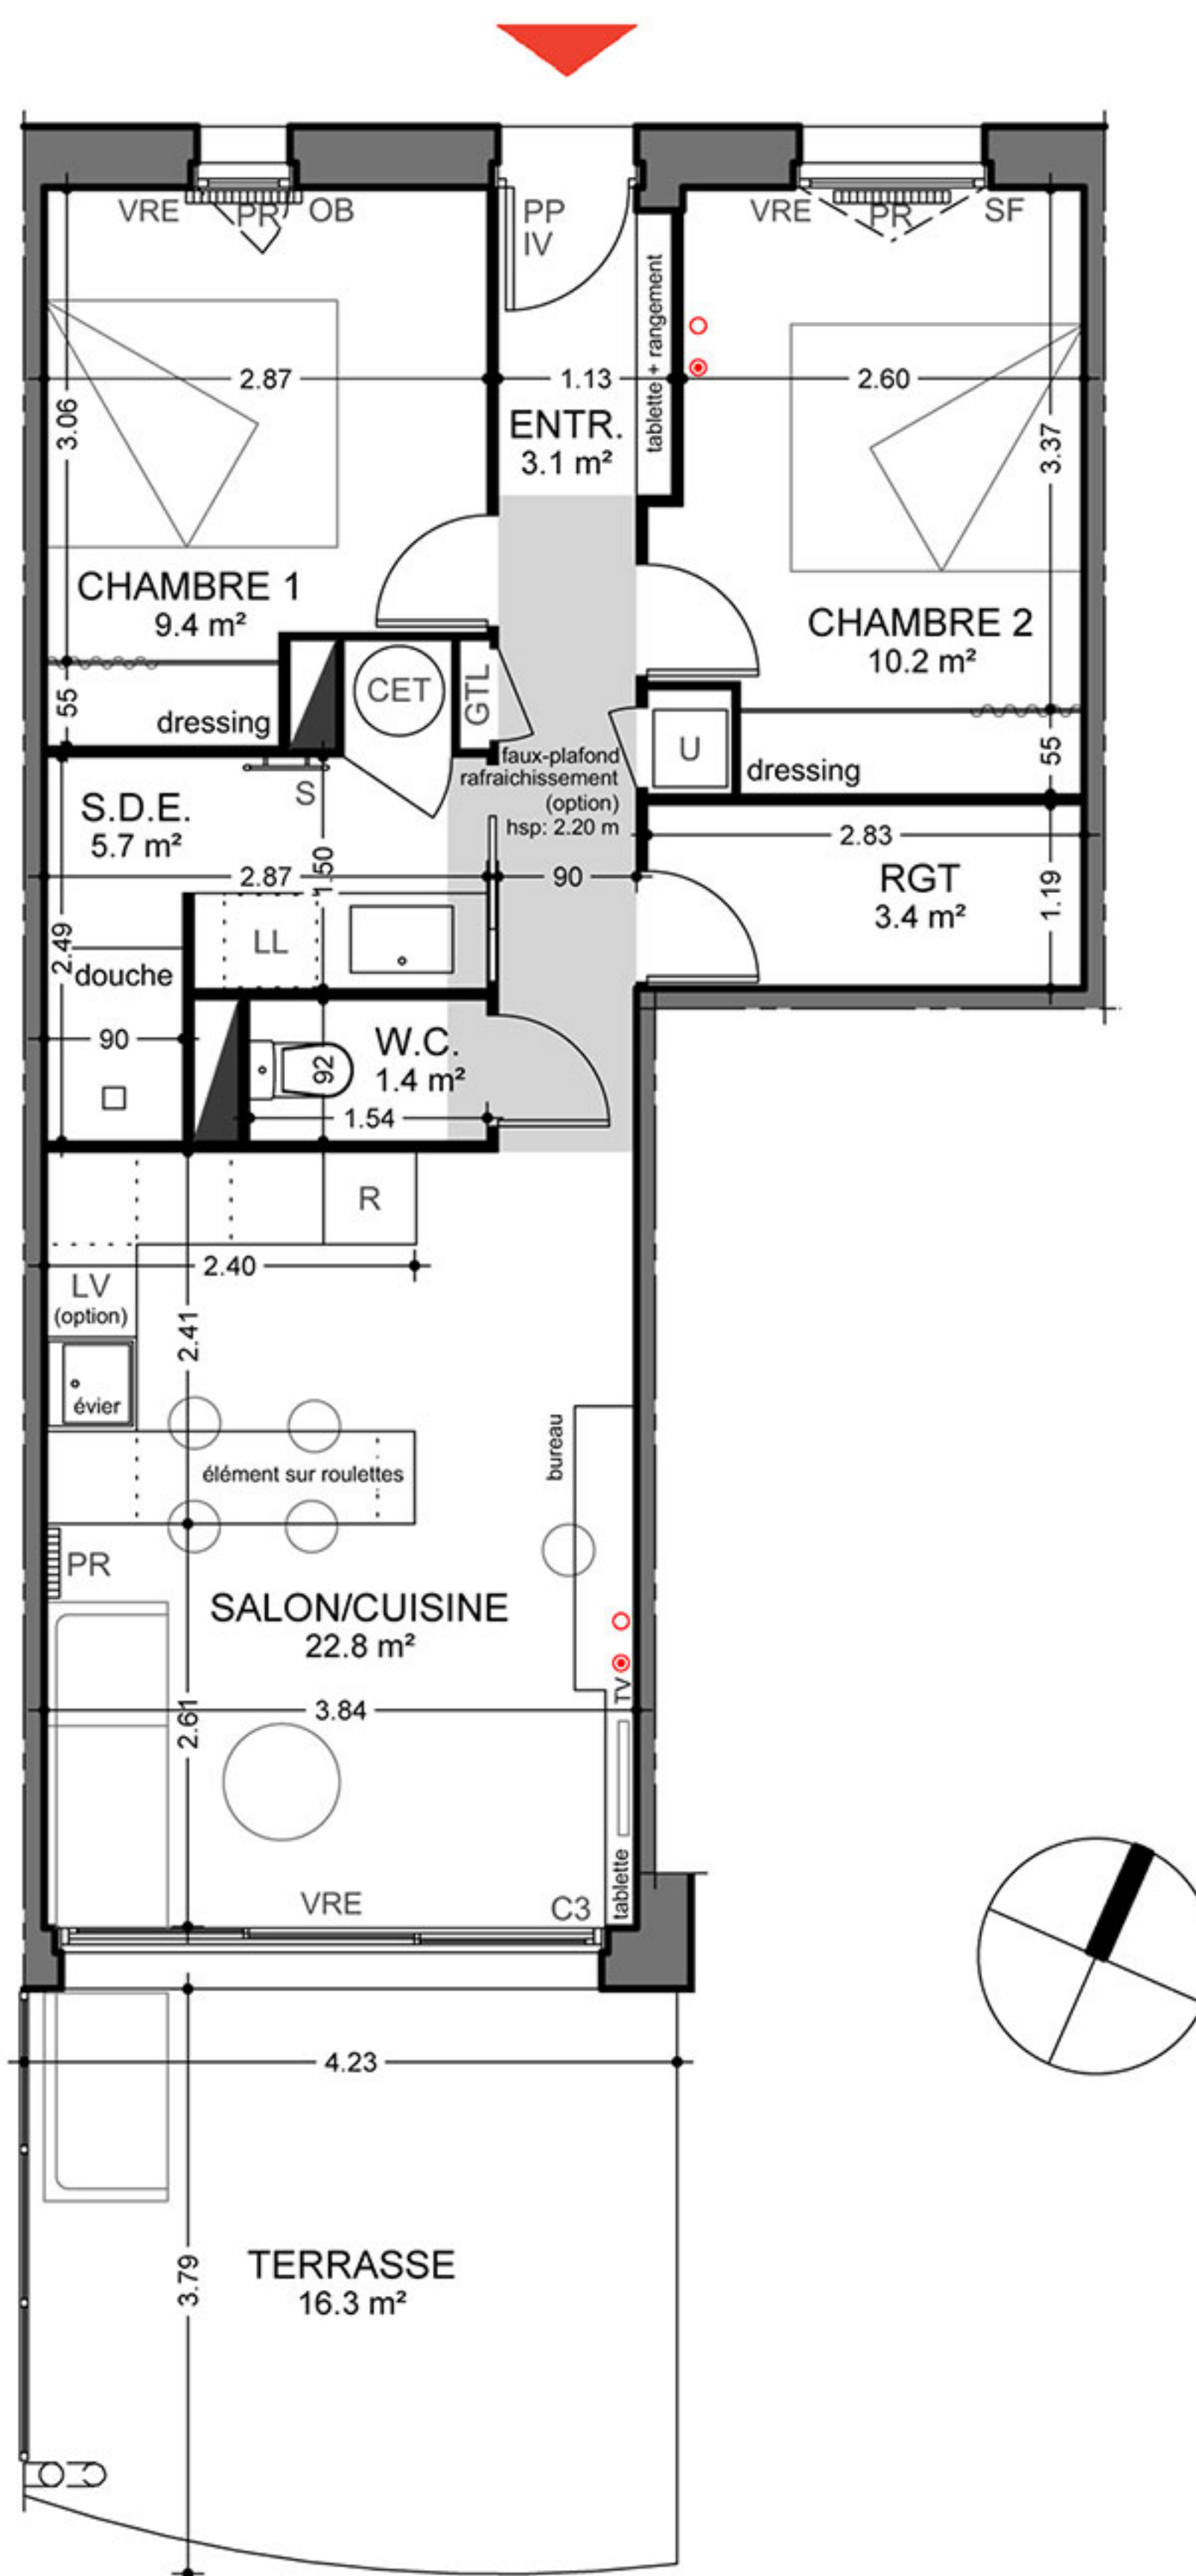 VRE PR OB
PP
IV
VRE PR SF
tablette + rangement
2.87
1.13
2.60
3.06
ENTR.
3.1 m²
3.37
CHAMBRE 1
9.4 m²
CHAMBRE 2
10.2 m²
55
dressing
CET
GTL
U
55
dressing
faux-plafond
rafraichissement
(option)
hsp: 2.20 m
S
S.D.E.
5.7 m²
1.50
2.87
90
2.83
RGT
3.4 m²
1.19
2.49
LL
douche
90
W.C.
1.4 m²
92
1.54
R
2.40
LV
(option)
2.41
évier
bureau
élément sur roulettes
PR
SALON/CUISINE
22.8 m²
TV
3.84
2.61
tablette
VRE
C3
4.23
TERRASSE
16.3 m²
3.79